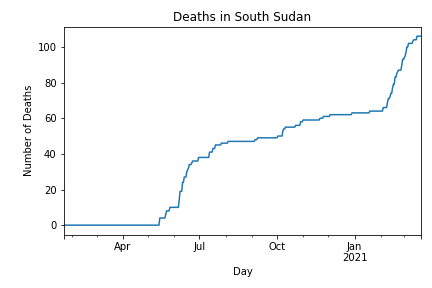 Deaths in South Sudan
Number of Deaths
100
80
60
40
20
0
Apr
Jul
Oct
Jan
2021
Day